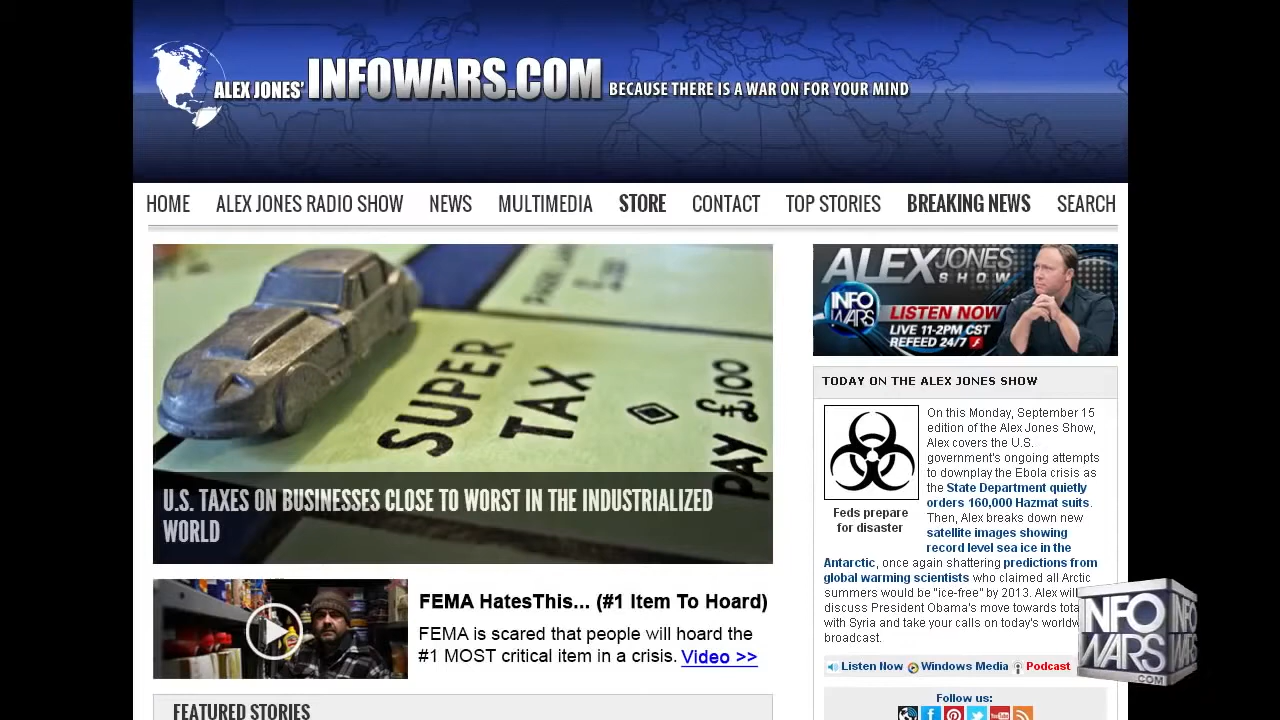 ALEX JONES' INFOWARS.COM BECAUSE THERE IS A WAR ON FOR YOUR MIND
HOME ALEX JONES RADIO SHOW NEWS MULTIMEDIA STORE CONTACT TOP STORIES BREAKING NEWS SEARCH
SUPER
TAX
PAY £100
U.S. TAXES ON BUSINESSES CLOSE TO WORST IN THE INDUSTRIALIZED
WORLD
FEMA HatesThis... (#1 Item To Hoard)
FEMA is scared that people will hoard the
#1 MOST critical item in a crisis. Video >>
FEATURED STORIES
ALEX JONES
SHOW
INFO
WARS
LISTEN NOW
LIVE 11-2PM CST
REFEED 24/7
TODAY ON THE ALEX JONES SHOW
Feds prepare
for disaster
On this Monday, September 15
edition of the Alex Jones Show,
Alex covers the U.S.
government's ongoing attempts
to downplay the Ebola crisis as
the State Department quietly
orders 160,000 Hazmat suits.
Then, Alex breaks down new
satellite images showing
record level sea ice in the
Antarctic, once again shattering predictions from
global warming scientists who claimed all Arctic
summers would be "ice-free" by 2013. Alex will
discuss President Obama's move towards
with Syria and take your calls on today's
broadcast.
Listen Now Windows Media Podcast
Follow us:
INFO
WARS
.COM